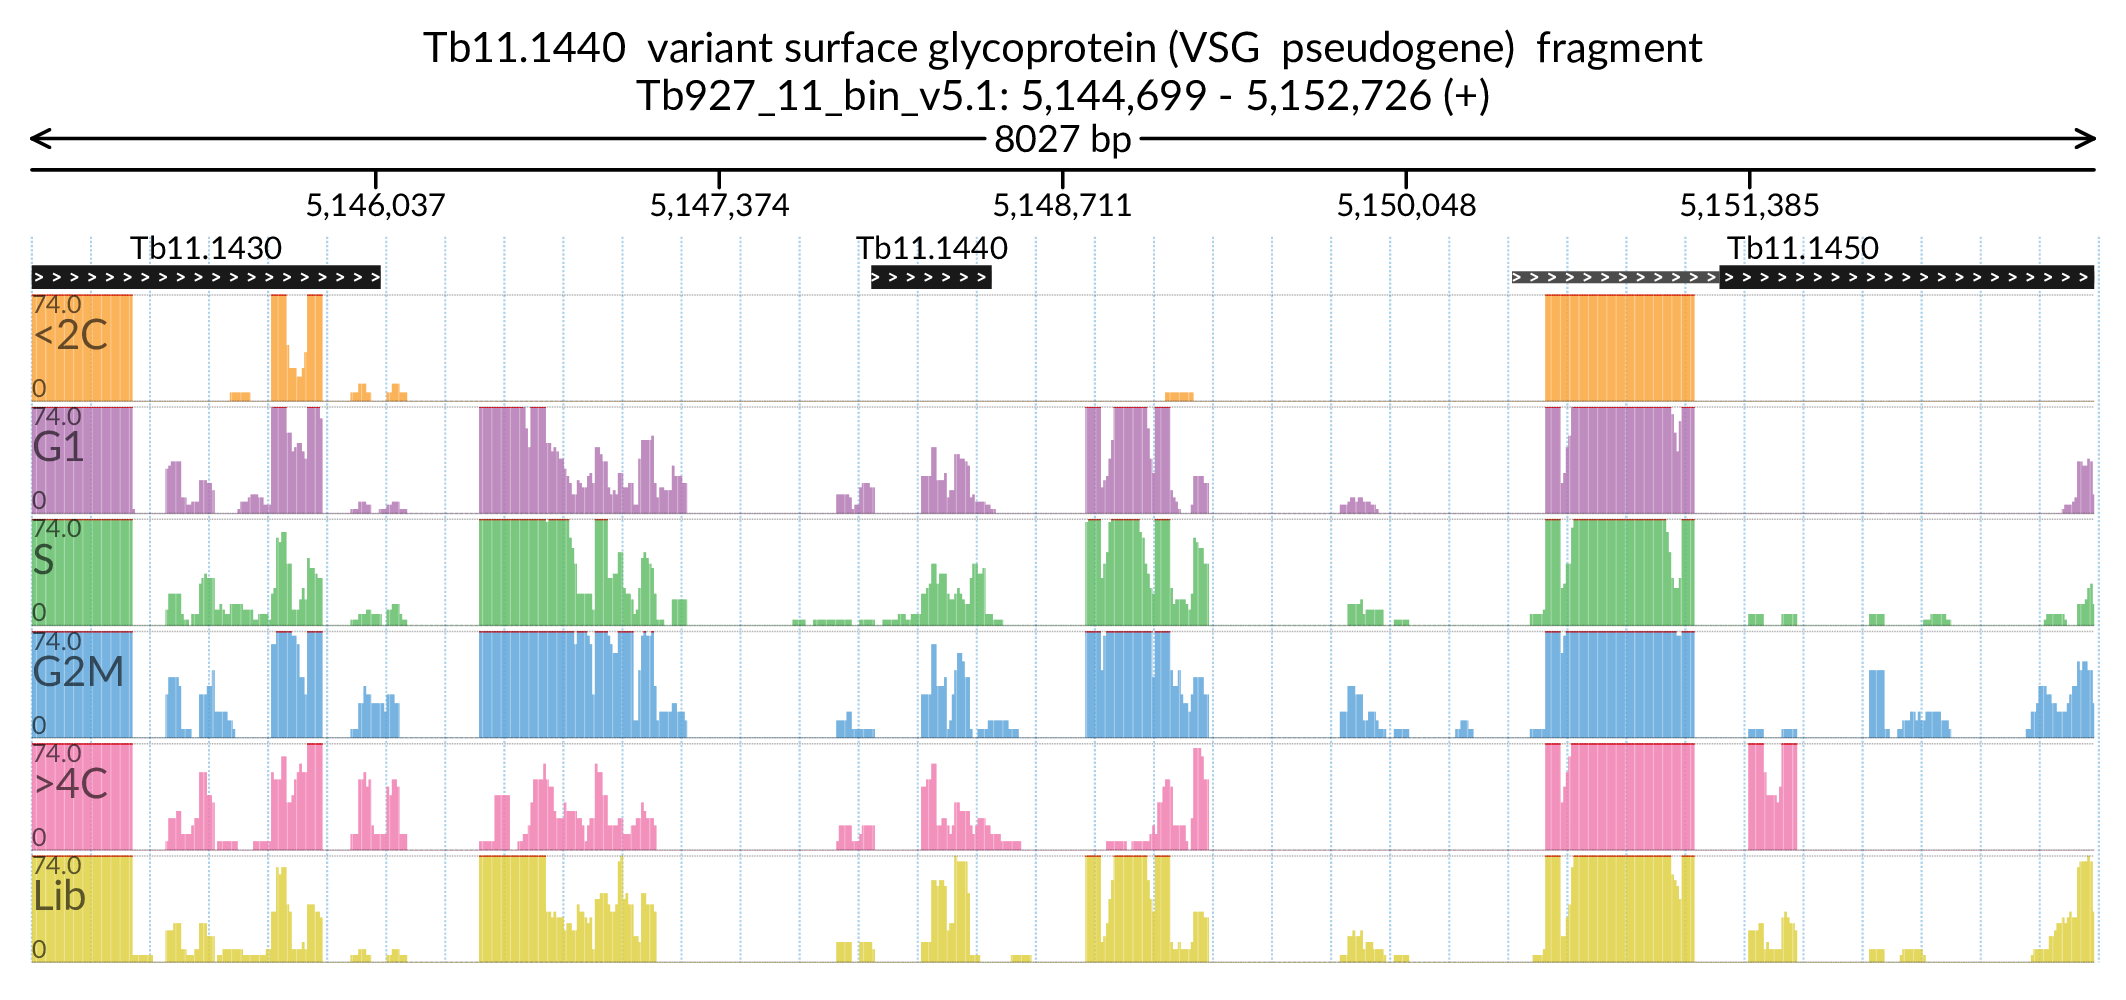 Tb11.1440 variant surface glycoprotein (VSG pseudogene) fragment
Tb927_11_bin_v5.1: 5,144,699 - 5,152,726 (+)
8027 bp
5,146,037 5,147,374 5,148,711 5,150,048 5,151,385
Tb11.1430 Tb11.1440 Tb11.1450
74.0
<2C
0
74.0
G1
0
74.0
S
0
74.0
G2M
0
74.0
>4C
0
74.0
Lib
0